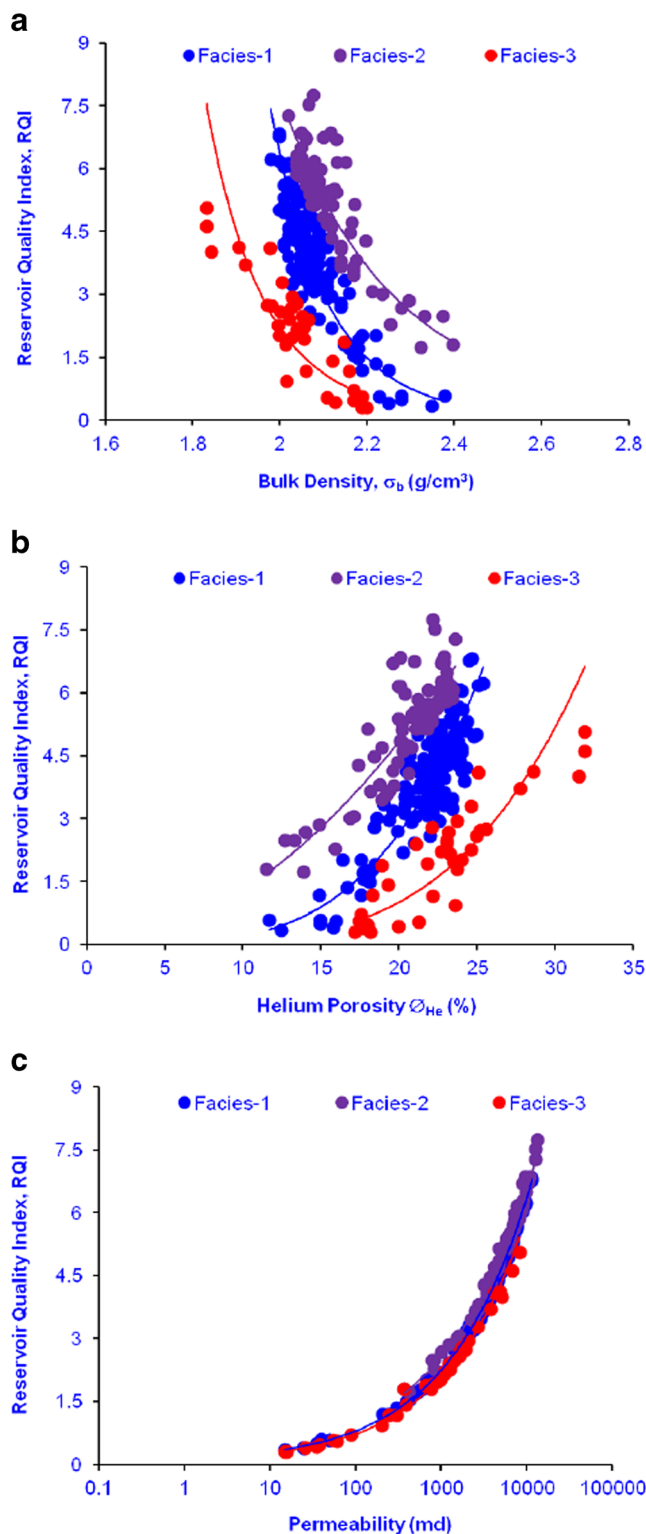 a
Reservoir Quality Index, RQI
9
7.5
6
4.5
3
1.5
0
Facies-1 Facies-2 Facies-3
1.6 1.8 2 2.2 2.4 2.6 2.8
Bulk Density, σb (g/cm³)
b
Reservoir Quality Index, RQI
9
7.5
6
4.5
3
1.5
0
Facies-1 Facies-2 Facies-3
0 5 10 15 20 25 30 35
Helium Porosity ∅He (%)
c
Reservoir Quality Index, RQI
9
7.5
6
4.5
3
1.5
0
Facies-1 Facies-2 Facies-3
0.1 1 10 100 1000 10000 100000
Permeability (md)